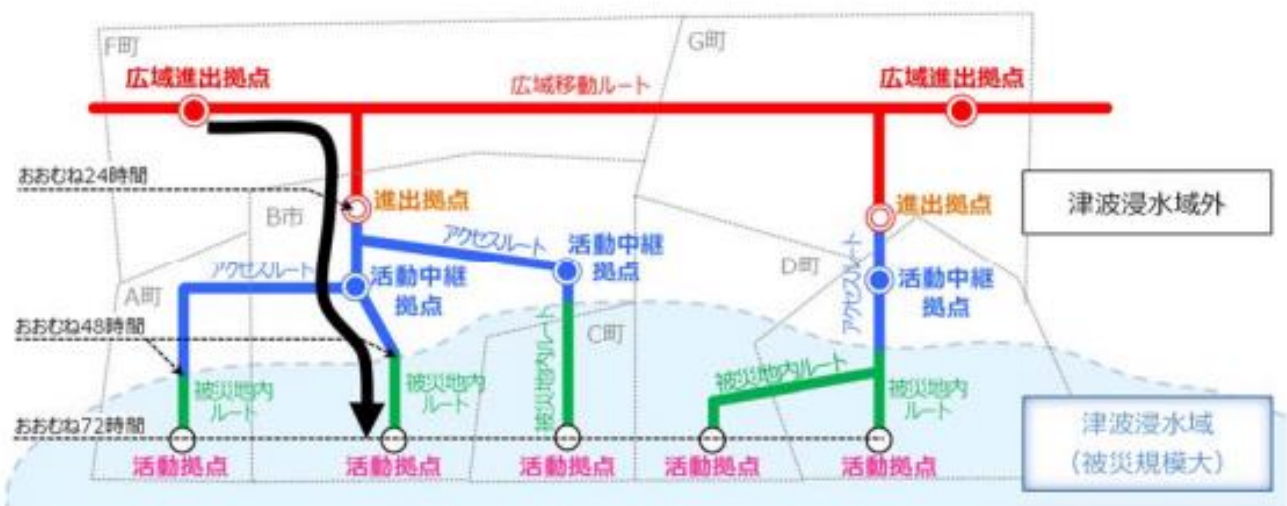 F町
G町
広域進出拠点
広域移動ルート
広域進出拠点
おおむね24時間
進出拠点
進出拠点
津波浸水域外
B市
アクセスルート
活動中継
拠点
D町
アクセスルート
アクセスルート
活動中継
拠点
活動中継
拠点
A町
おおむね48時間
C町
被災地内
ルート
被災地内
ルート
被災地内ルート
被災地内ルート
被災地内
ルート
おおむね72時間
津波浸水域
（被災規模大）
活動拠点
活動拠点
活動拠点
活動拠点
活動拠点